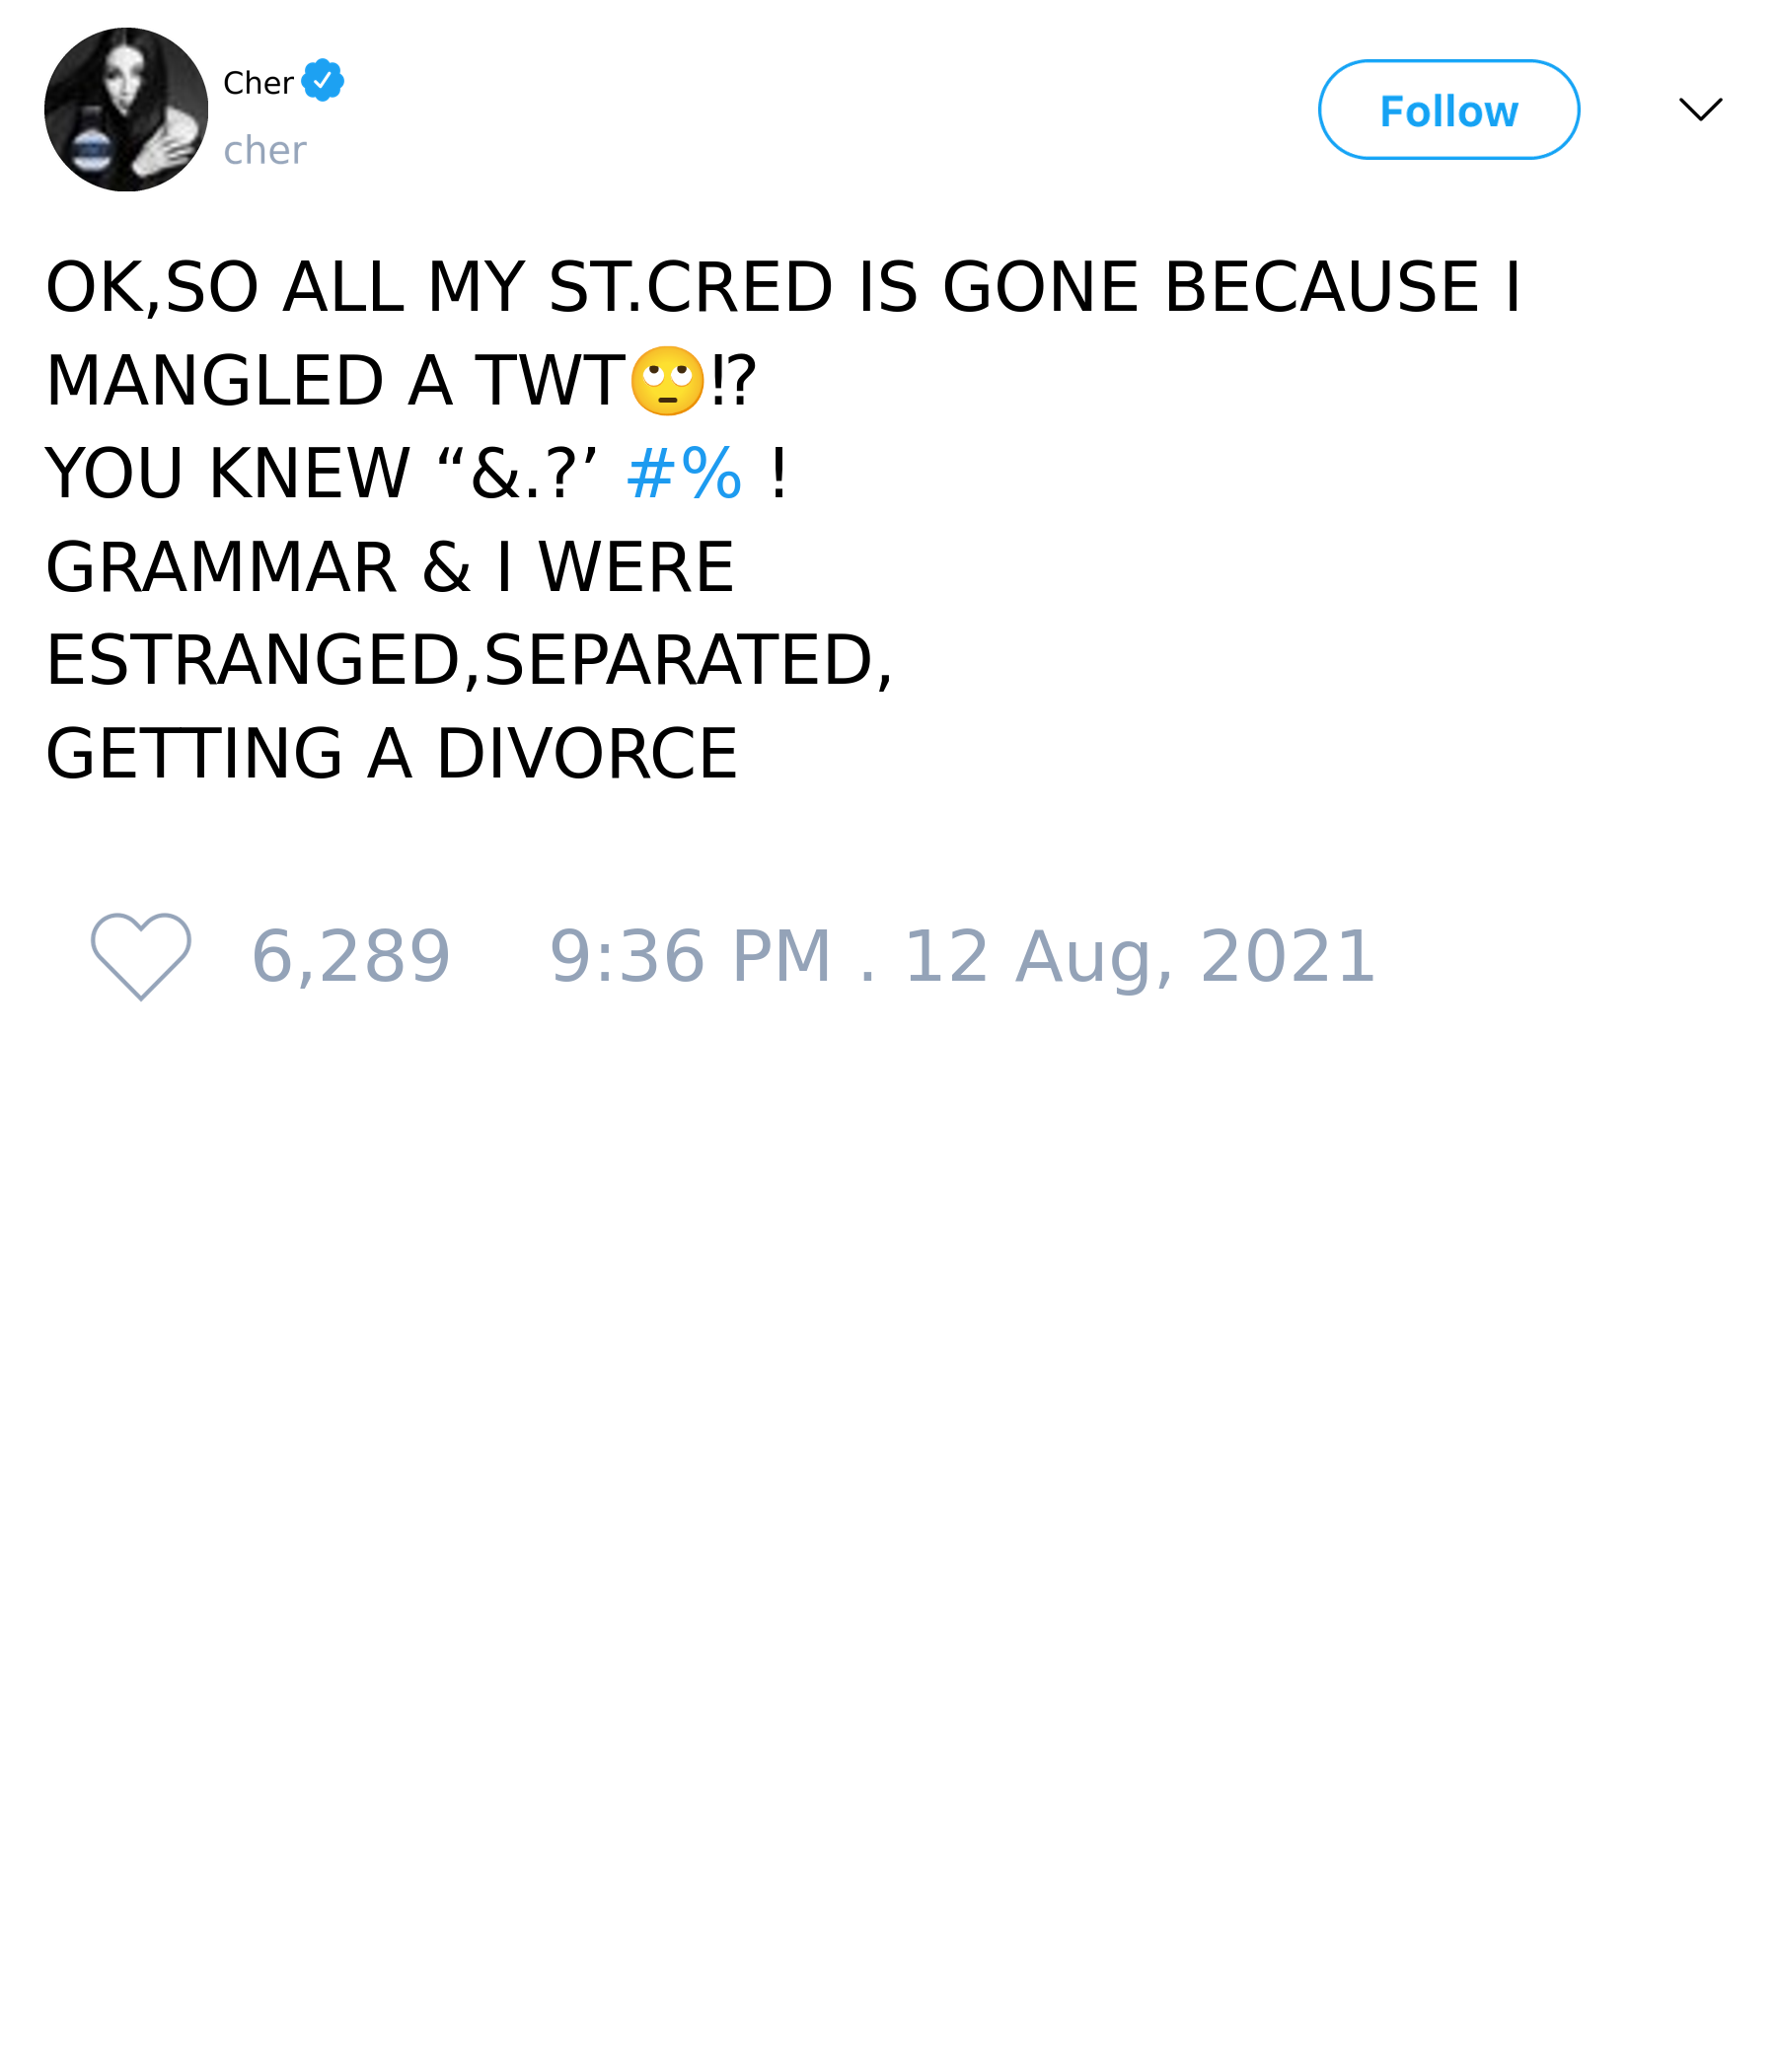 Cher
cher
Follow
OK,SO ALL MY ST.CRED IS GONE BECAUSE I
MANGLED A TWT🙄!?
YOU KNEW “&.?’ #% !
GRAMMAR & I WERE
ESTRANGED,SEPARATED,
GETTING A DIVORCE
6,289 9:36 PM . 12 Aug, 2021